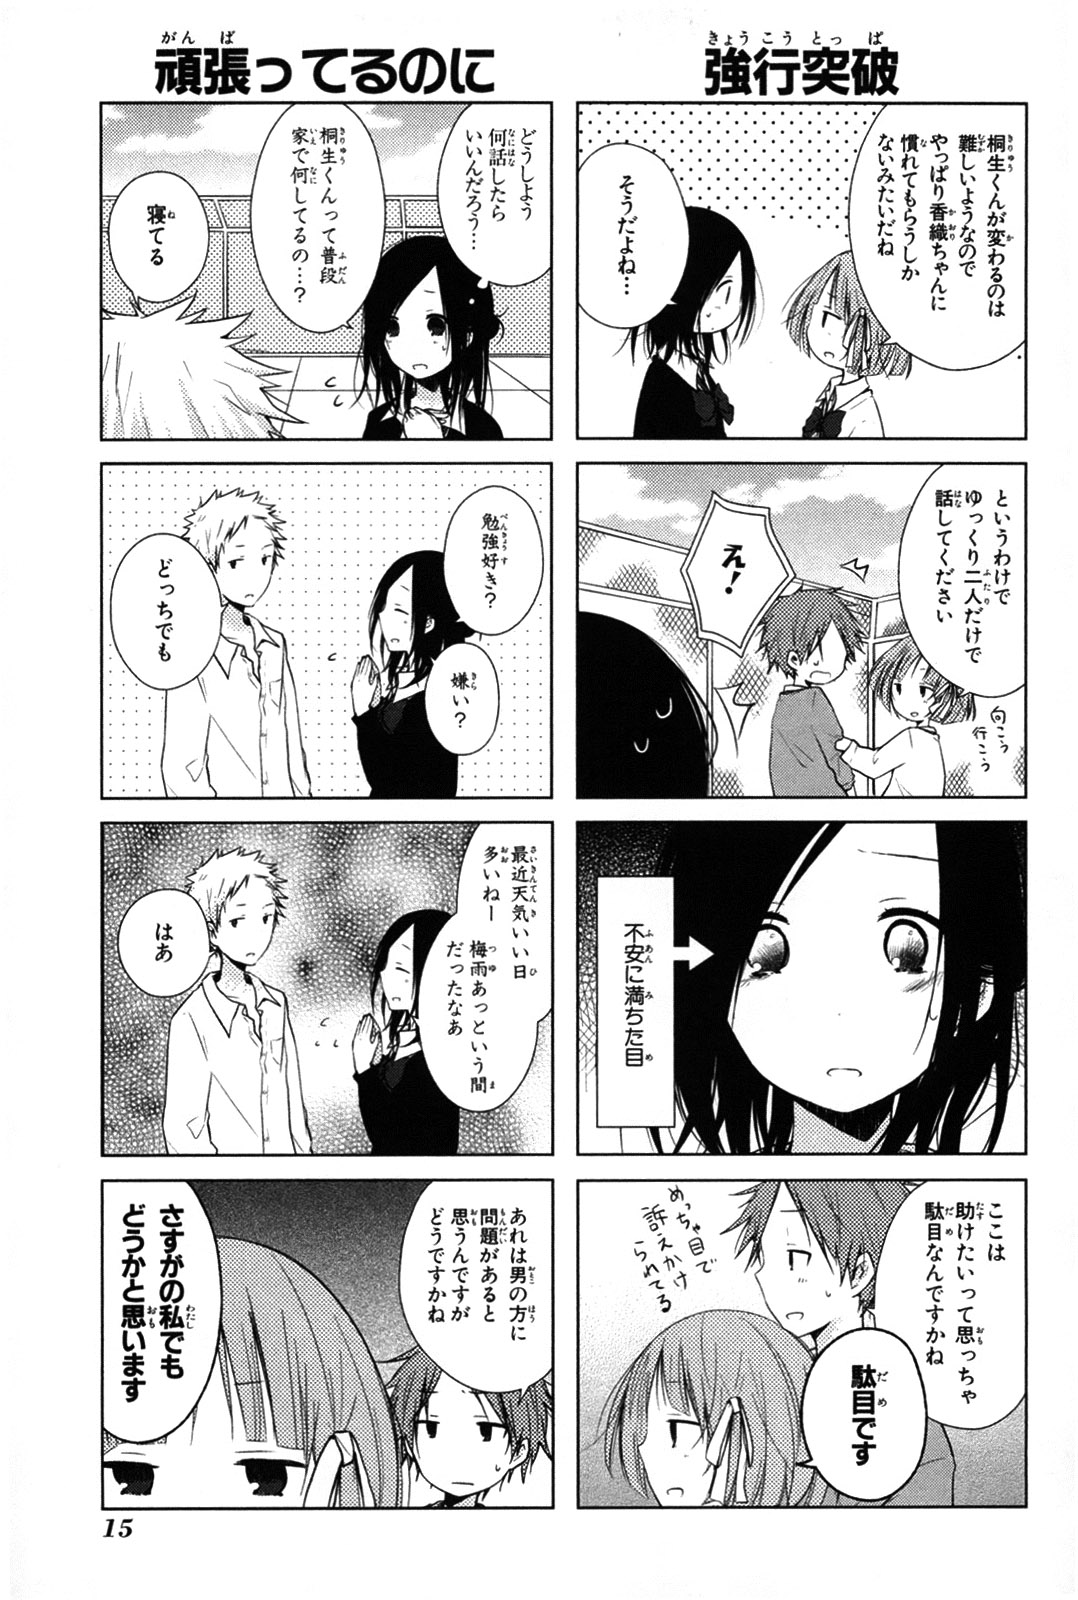 強行突破
桐生くんが変わるのは
難しいようなので
やっぱり香織ちゃんに
慣れてもらうしか
ないみたいだね
そうだよね…
というわけで
ゆっくり二人だけで
話してください
え！
向こう
行こう
不安に満ちた目
ここは
助けたいって思っちゃ
駄目なんですかね
めっちゃ目で
訴えかけ
られてる
駄目です
頑張ってるのに
どうしよう
何話したら
いいんだろう…
桐生くんって普段
家で何してるの…？
寝てる
勉強好き？
嫌い？
どっちでも
最近天気いい日
多いねー
梅雨あっという間
だったなあ
はあ
あれは男の方に
問題があると
思うんですが
どうですかね
さすがの私でも
どうかと思います
15